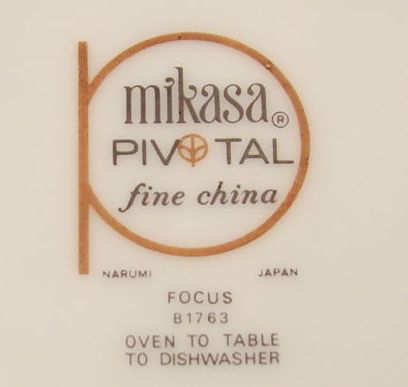 mikasa®
PIVOTAL
fine china
NARUMI JAPAN
FOCUS
B1763
OVEN TO TABLE
TO DISHWASHER